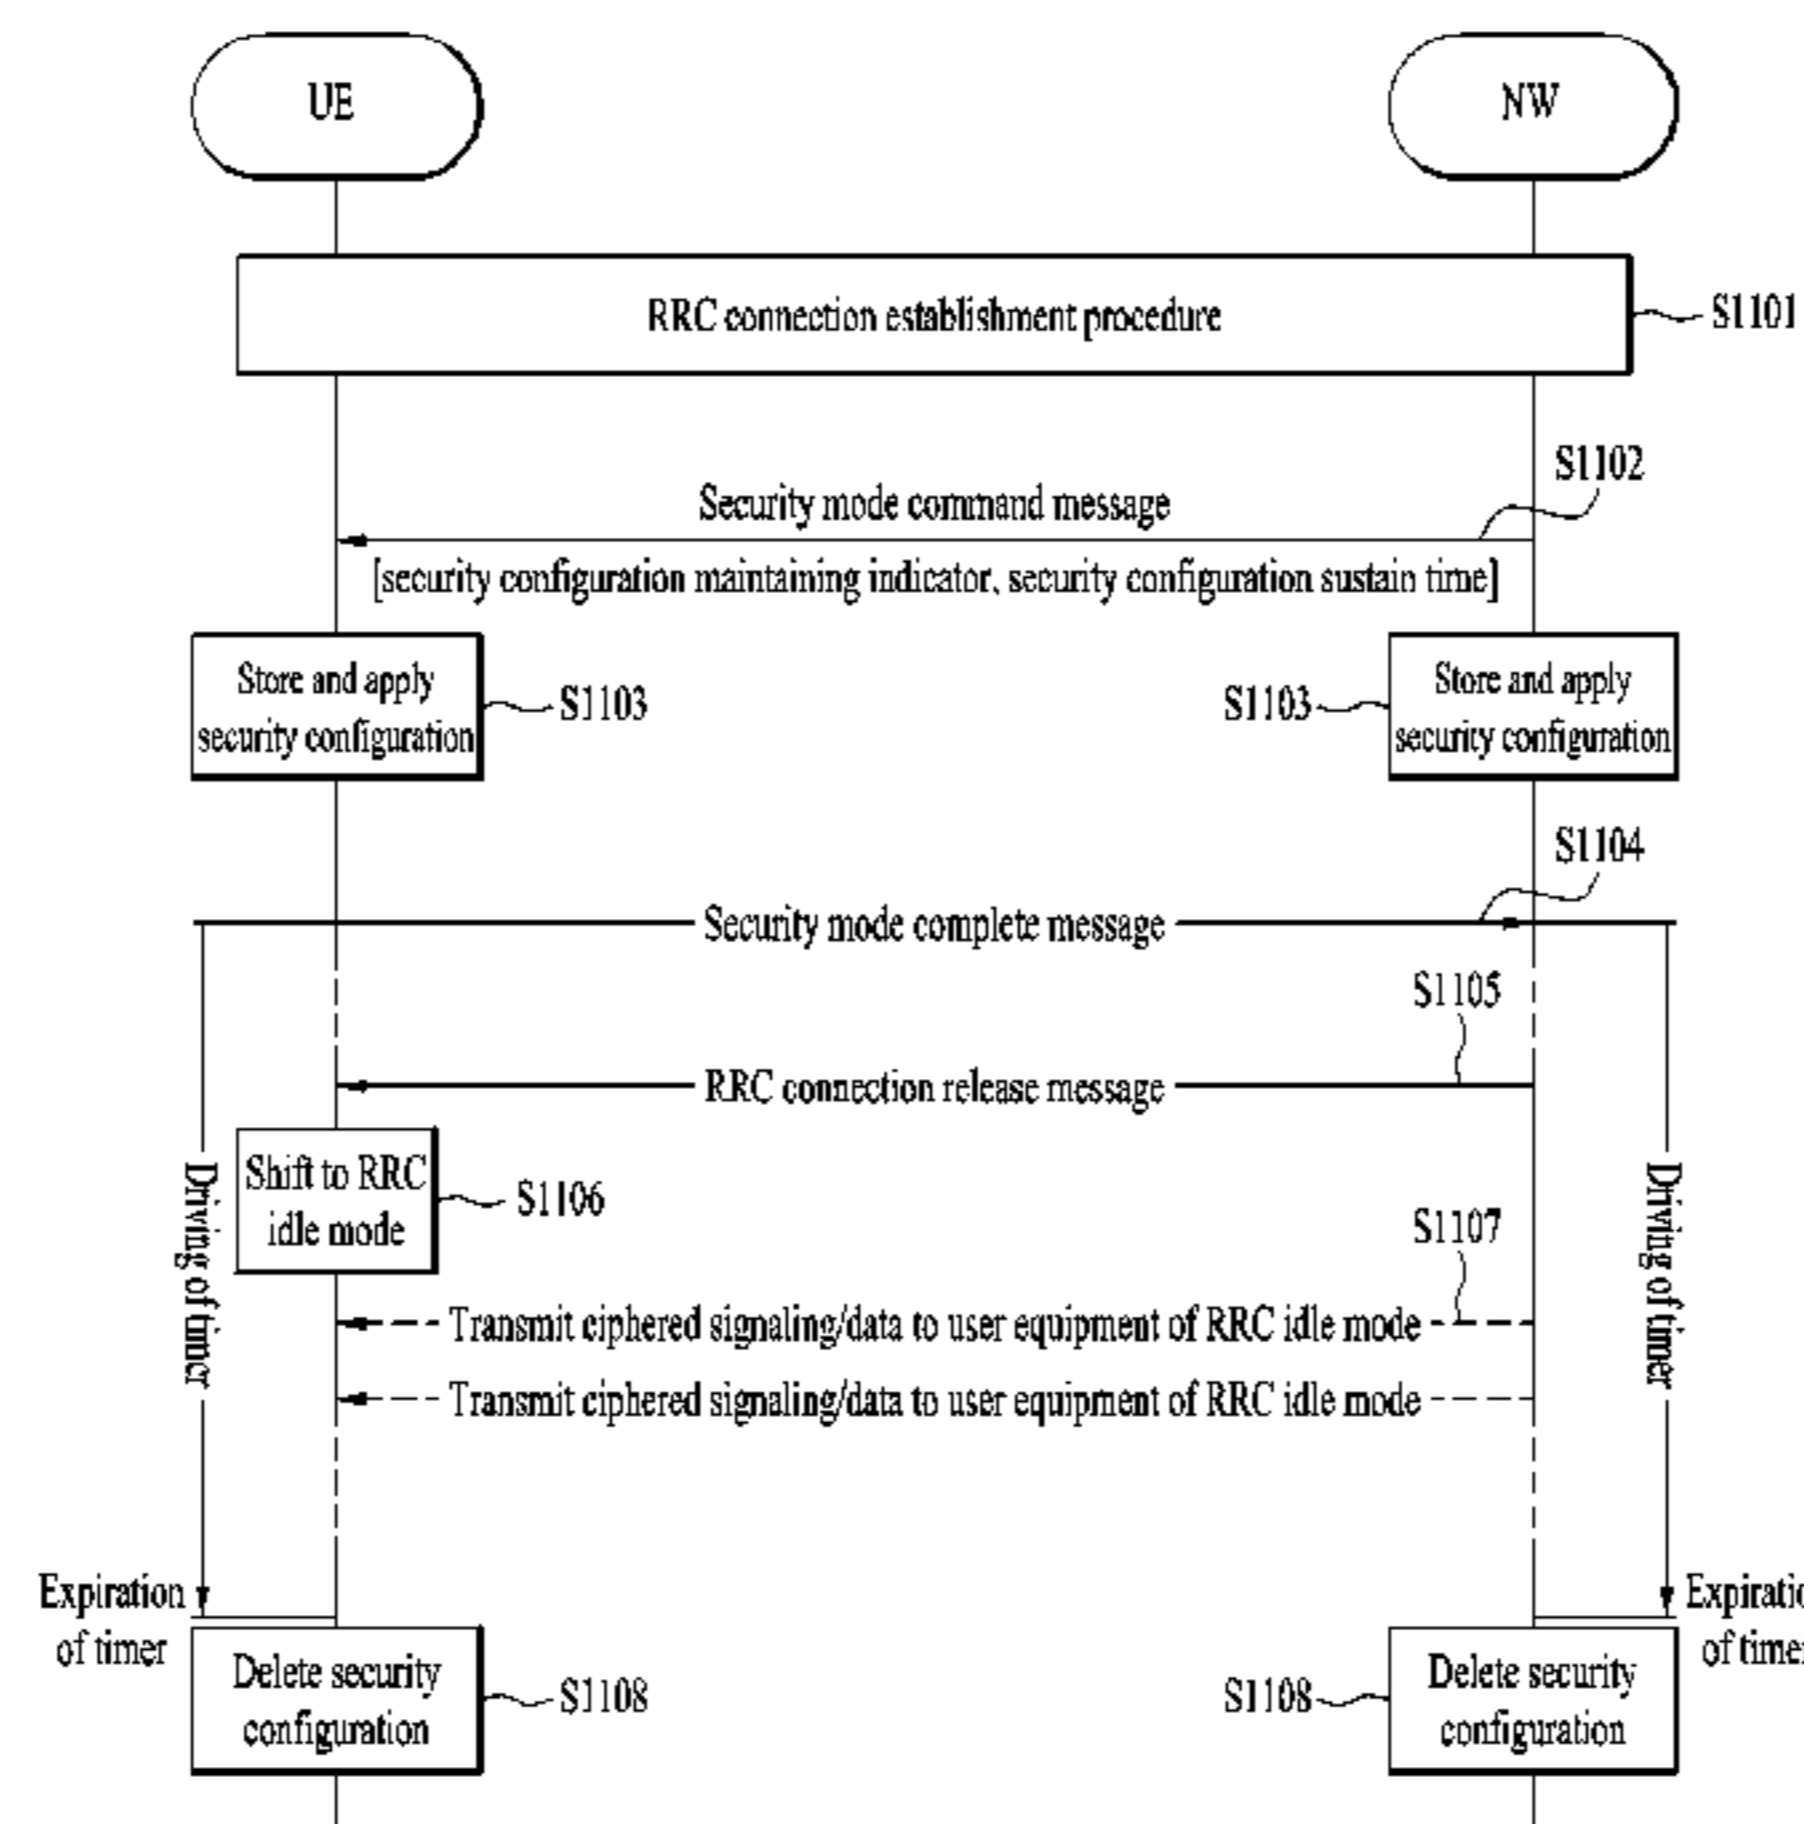 UE
NW
RRC connection establishment procedure
S1101
S1102
Security mode command message
[security configuration maintaining indicator, security configuration sustain time]
Store and apply
security configuration
S1103
S1103
Store and apply
security configuration
S1104
Security mode complete message
S1105
RRC connection release message
Shift to RRC
idle mode
S1106
Driving of timer
Driving of timer
S1107
Transmit ciphered signaling/data to user equipment of RRC idle mode
Transmit ciphered signaling/data to user equipment of RRC idle mode
Expiration
of timer
Expiratio
of timer
Delete security
configuration
S1108
S1108
Delete security
configuration